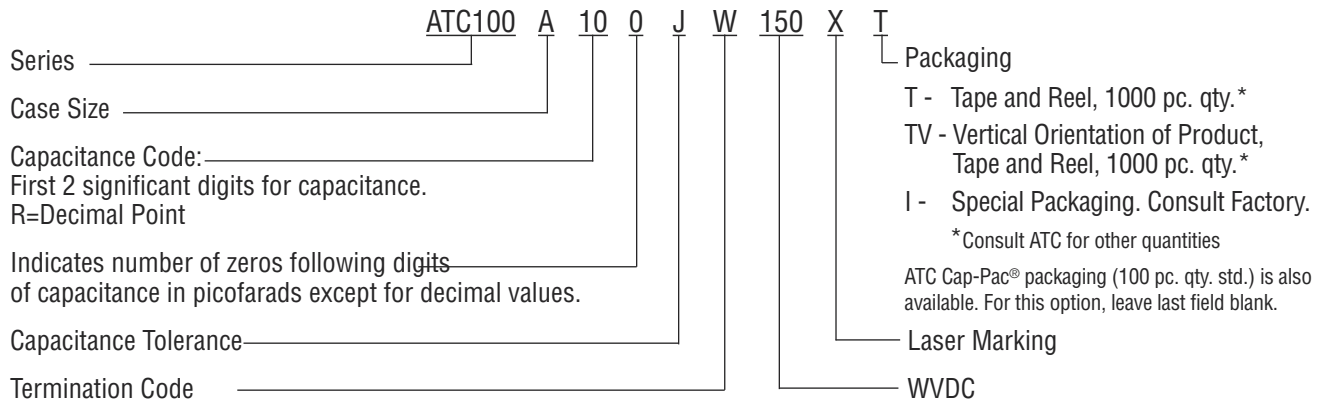 ATC100 A 10 0 J W 150 X T
Series
Case Size
Capacitance Code:
First 2 significant digits for capacitance.
R=Decimal Point
Indicates number of zeros following digits
of capacitance in picofarads except for decimal values.
Capacitance Tolerance
Termination Code
Packaging
T - Tape and Reel, 1000 pc. qty.*
TV - Vertical Orientation of Product,
Tape and Reel, 1000 pc. qty.*
I - Special Packaging. Consult Factory.
*Consult ATC for other quantities
ATC Cap-Pac® packaging (100 pc. qty. std.) is also
available. For this option, leave last field blank.
Laser Marking
WVDC